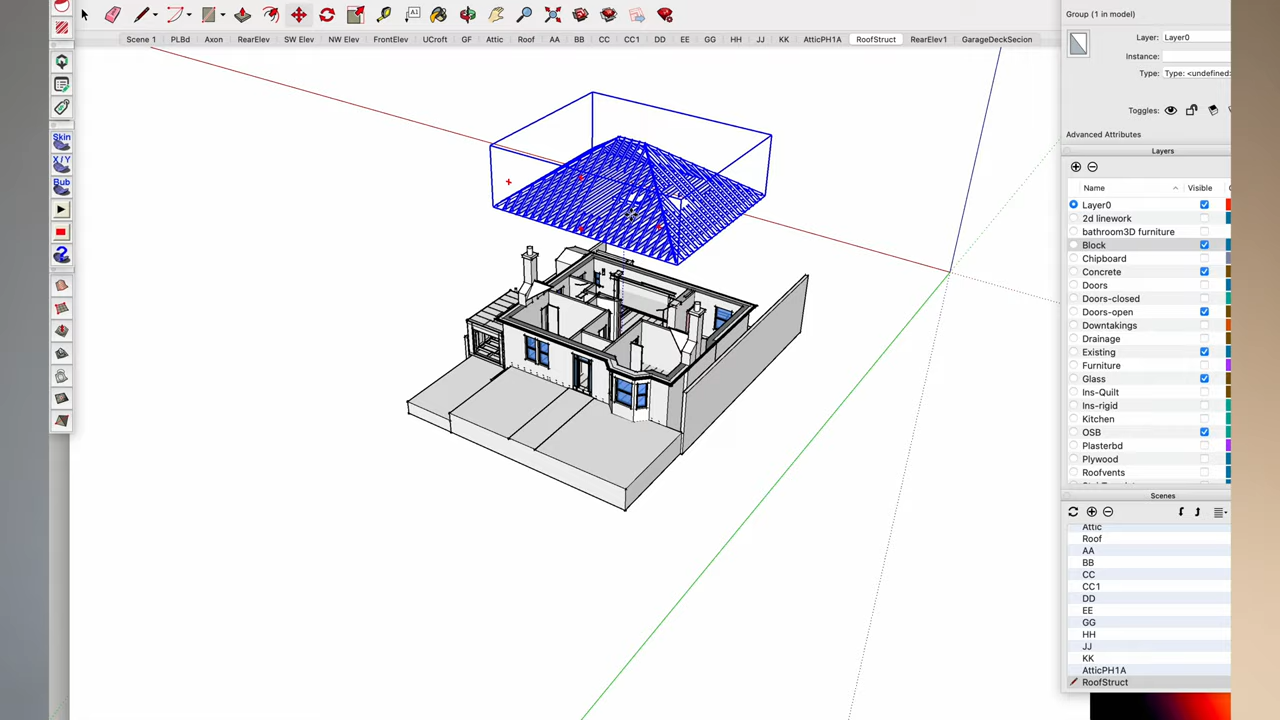 A1
Scene 1 PLBd Axon RearElev SW Elev NW Elev FrontElev UCroft GF Attic Roof AA BB CC CC1 DD EE GG HH JJ KK AtticPH1A RoofStruct RearElev1 GarageDeckSecion
Skin
X/Y
Bub
Group (1 in model)
Layer: Layer0
Instance:
Type: Type: <undefined>
Toggles:
Advanced Attributes
Layers
Name Visible
Layer0
2d linework
bathroom3D furniture
Block
Chipboard
Concrete
Doors
Doors-closed
Doors-open
Downtakings
Drainage
Existing
Furniture
Glass
Ins-Quilt
Ins-rigid
Kitchen
OSB
Plasterbd
Plywood
Roofvents
Scenes
Attic
Roof
AA
BB
CC
CC1
DD
EE
GG
HH
JJ
KK
AtticPH1A
RoofStruct